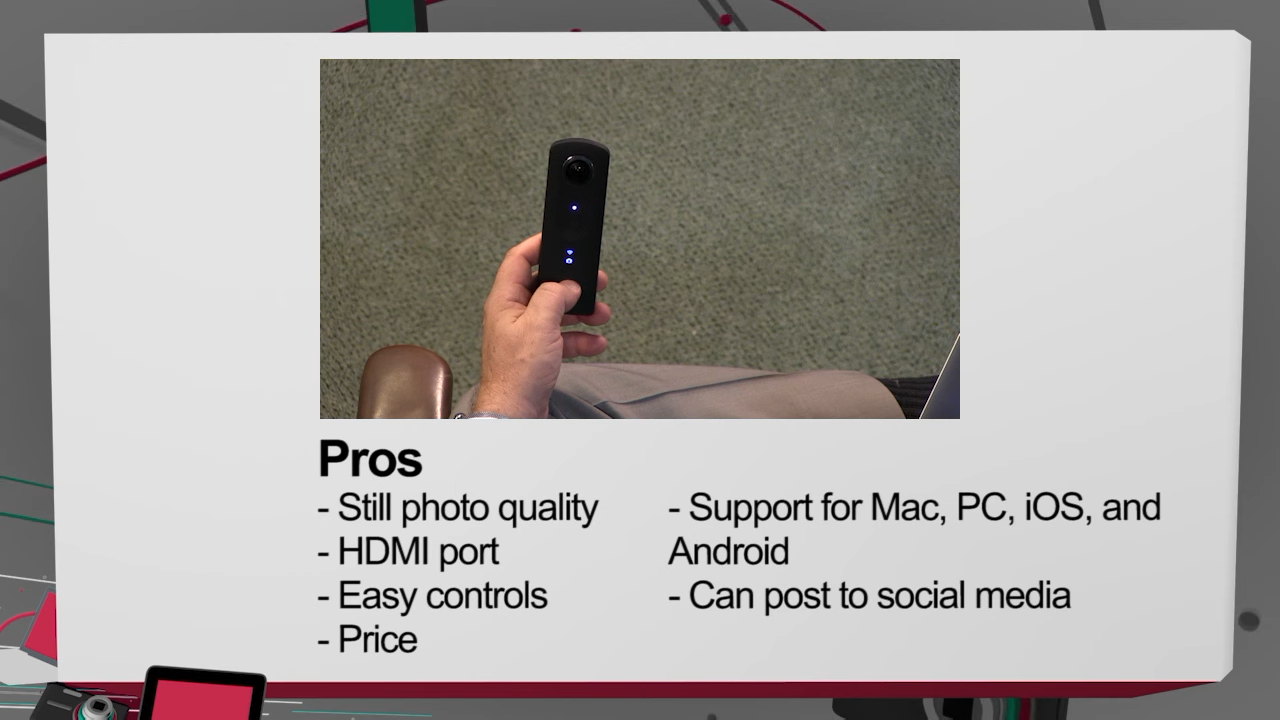 Pros
- Still photo quality
- HDMI port
- Easy controls
- Price
- Support for Mac, PC, iOS, and
Android
- Can post to social media